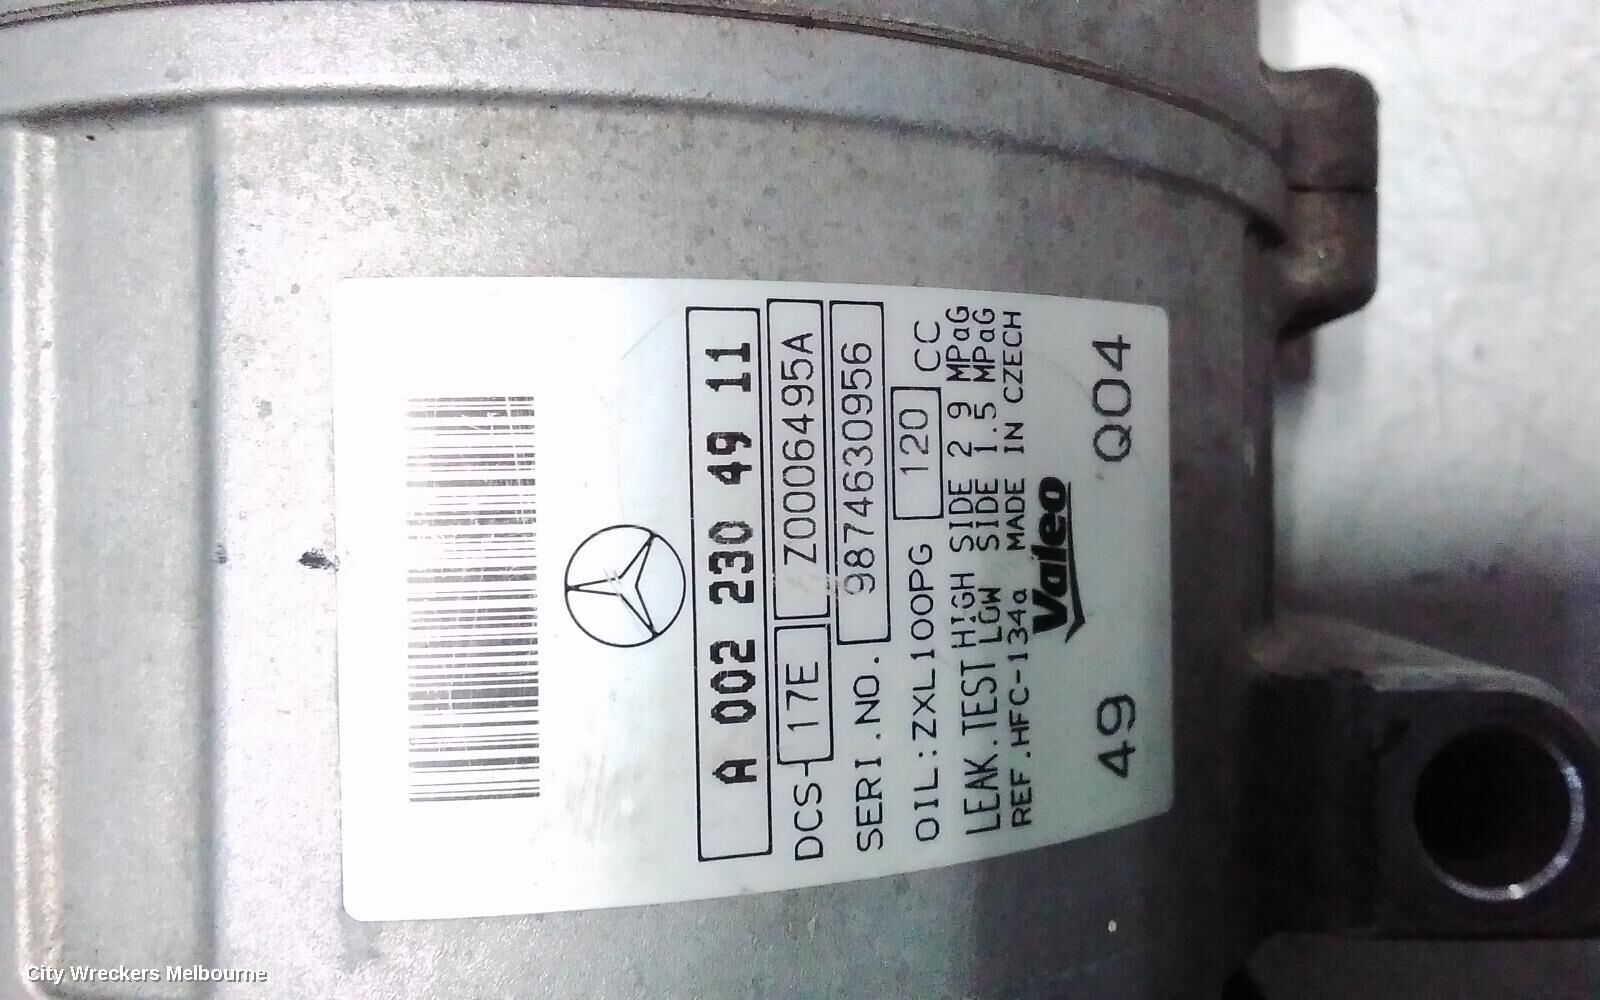 A 002 230 49 11
DCS-17E Z0006495A
SERI.NO. 9874630956
OIL:ZXL100PG 120 CC
LEAK.TEST HIGH SIDE 2.9 MPaG
LOW SIDE 1.5 MPaG
REF.HFC-134a MADE IN CZECH
Valeo
49 Q04
City Wreckers Melbourne